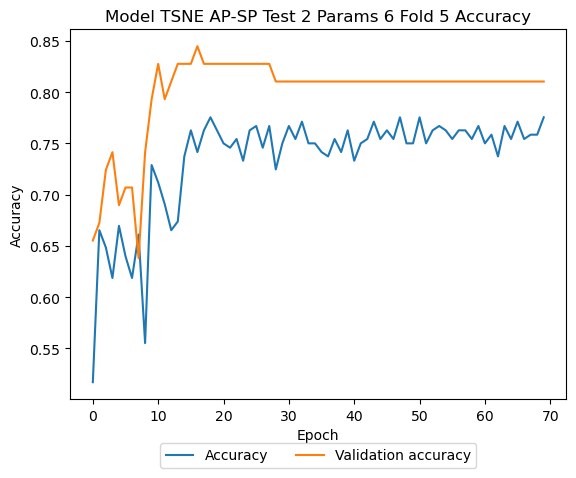 Model TSNE AP-SP Test 2 Params 6 Fold 5 Accuracy
0.85
0.80
0.75
0.70
0.65
0.60
0.55
Accuracy
0 10 20 30 40 50 60 70
Epoch
Accuracy Validation accuracy